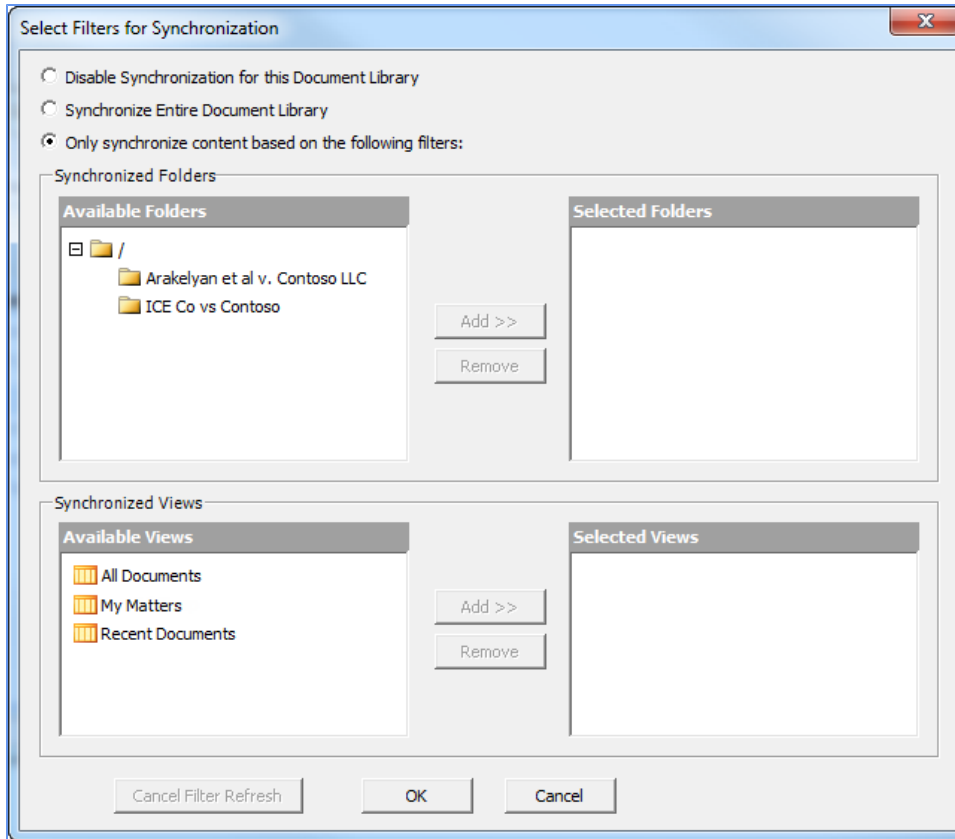 Select Filters for Synchronization
Disable Synchronization for this Document Library
Synchronize Entire Document Library
Only synchronize content based on the following filters:
Synchronized Folders
Available Folders
Selected Folders
/
Arakelyan et al v. Contoso LLC
ICE Co vs Contoso
Add >>
Remove
Synchronized Views
Available Views
Selected Views
All Documents
My Matters
Recent Documents
Add >>
Remove
Cancel Filter Refresh
OK
Cancel